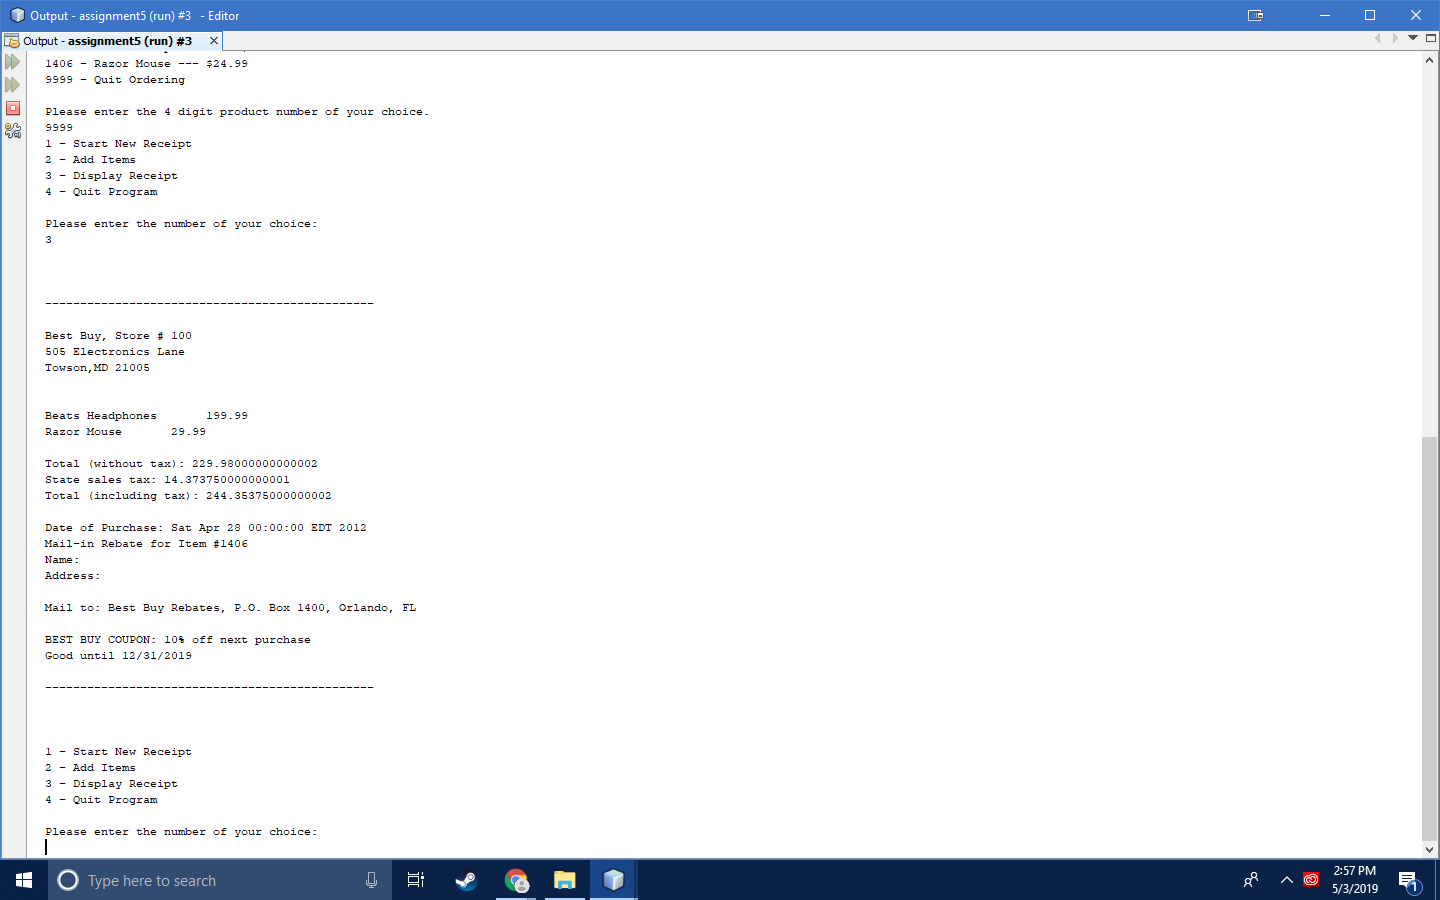 Output - assignment5 (run) #3 - Editor
Output - assignment5 (run) #3
1406 - Razor Mouse --- $24.99
9999 - Quit Ordering
Please enter the 4 digit product number of your choice.
9999
1 - Start New Receipt
2 - Add Items
3 - Display Receipt
4 - Quit Program
Please enter the number of your choice:
3
-----------------------------------------------
Best Buy, Store # 100
505 Electronics Lane
Towson,MD 21005
Beats Headphones       199.99
Razor Mouse       29.99
Total (without tax): 229.98000000000002
State sales tax: 14.373750000000001
Total (including tax): 244.35375000000002
Date of Purchase: Sat Apr 28 00:00:00 EDT 2012
Mail-in Rebate for Item #1406
Name:
Address:
Mail to: Best Buy Rebates, P.O. Box 1400, Orlando, FL
BEST BUY COUPON: 10% off next purchase
Good until 12/31/2019
-----------------------------------------------
1 - Start New Receipt
2 - Add Items
3 - Display Receipt
4 - Quit Program
Please enter the number of your choice:
Type here to search
2:57 PM
5/3/2019
1